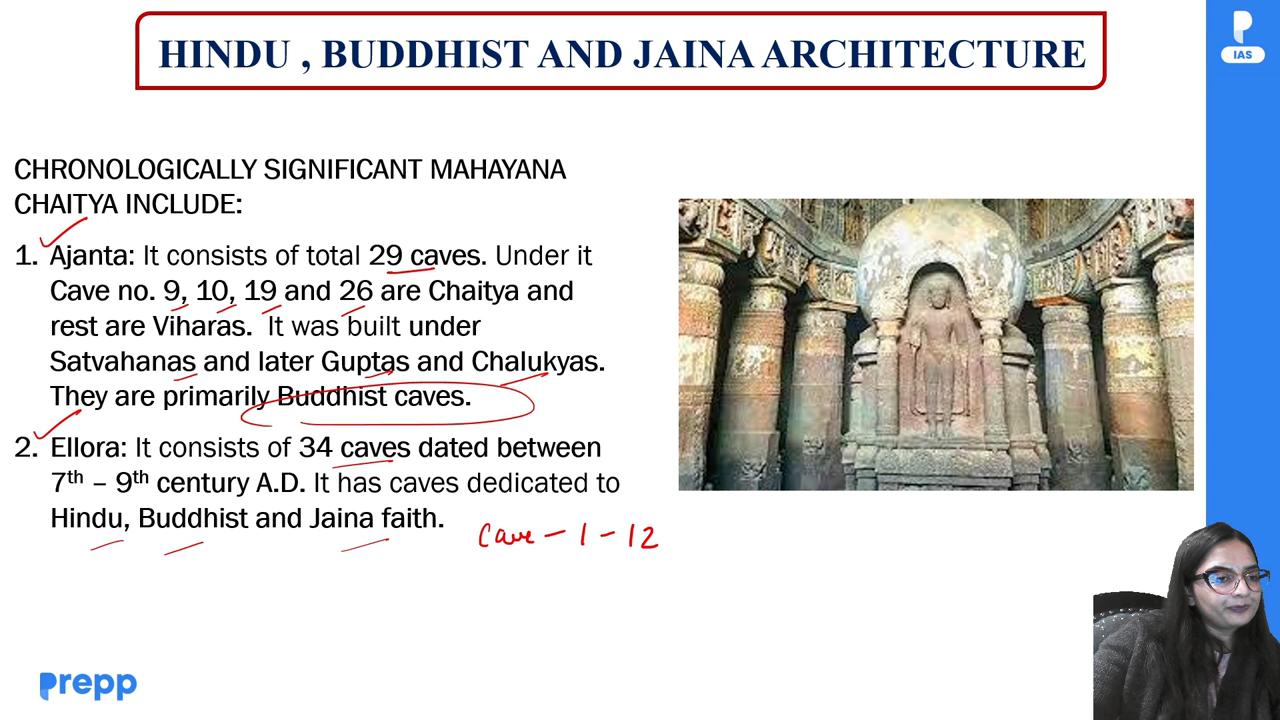 HINDU , BUDDHIST AND JAINA ARCHITECTURE
IAS
CHRONOLOGICALLY SIGNIFICANT MAHAYANA
CHAITYA INCLUDE:
1. Ajanta: It consists of total 29 caves. Under it
Cave no. 9, 10, 19 and 26 are Chaitya and
rest are Viharas. It was built under
Satvahanas and later Guptas and Chalukyas.
They are primarily Buddhist caves.
2. Ellora: It consists of 34 caves dated between
7th – 9th century A.D. It has caves dedicated to
Hindu, Buddhist and Jaina faith.
Cave – 1 – 12
prepp